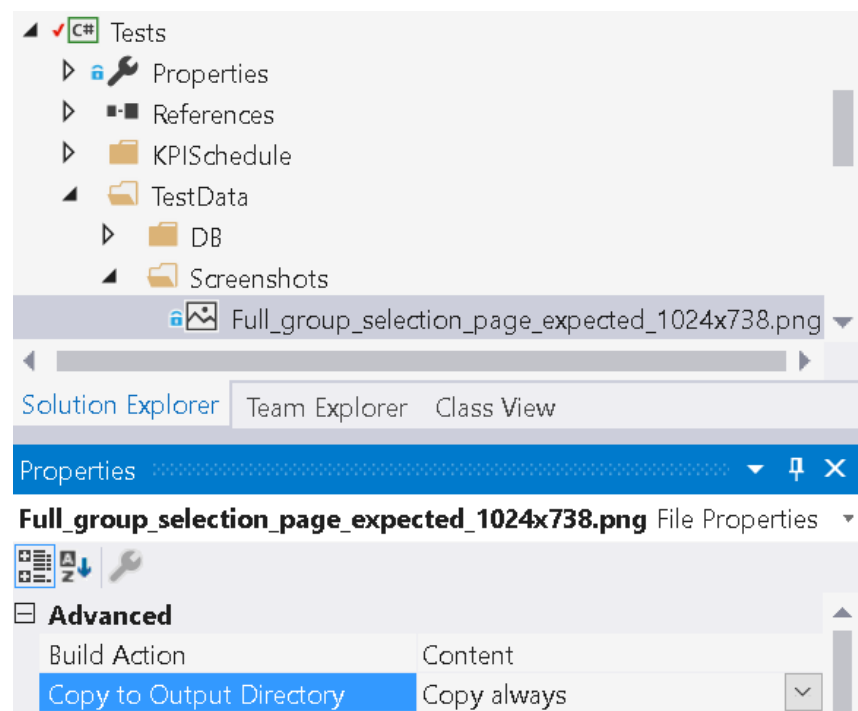 C# Tests
Properties
References
KPISchedule
TestData
DB
Screenshots
Full_group_selection_page_expected_1024x738.png
Solution Explorer Team Explorer Class View
Properties
Full_group_selection_page_expected_1024x738.png File Properties
A Z
Advanced
Build Action Content
Copy to Output Directory Copy always